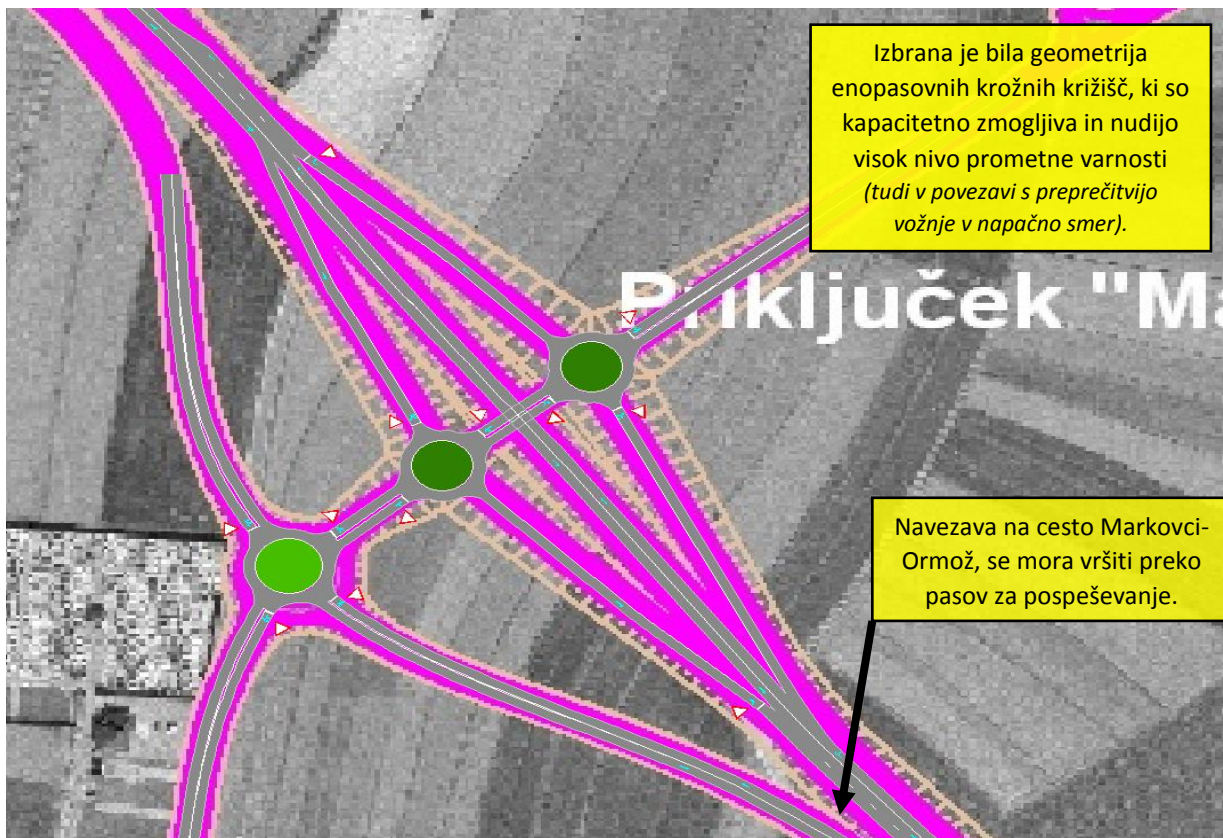 Izbrana je bila geometrija
enopasovnih krožnih križišč, ki so
kapacitetno zmogljiva in nudijo
visok nivo prometne varnosti
(tudi v povezavi s preprečitvijo
vožnje v napačno smer).
Priključek "Ma
Navezava na cesto Markovci-
Ormož, se mora vršiti preko
pasov za pospeševanje.